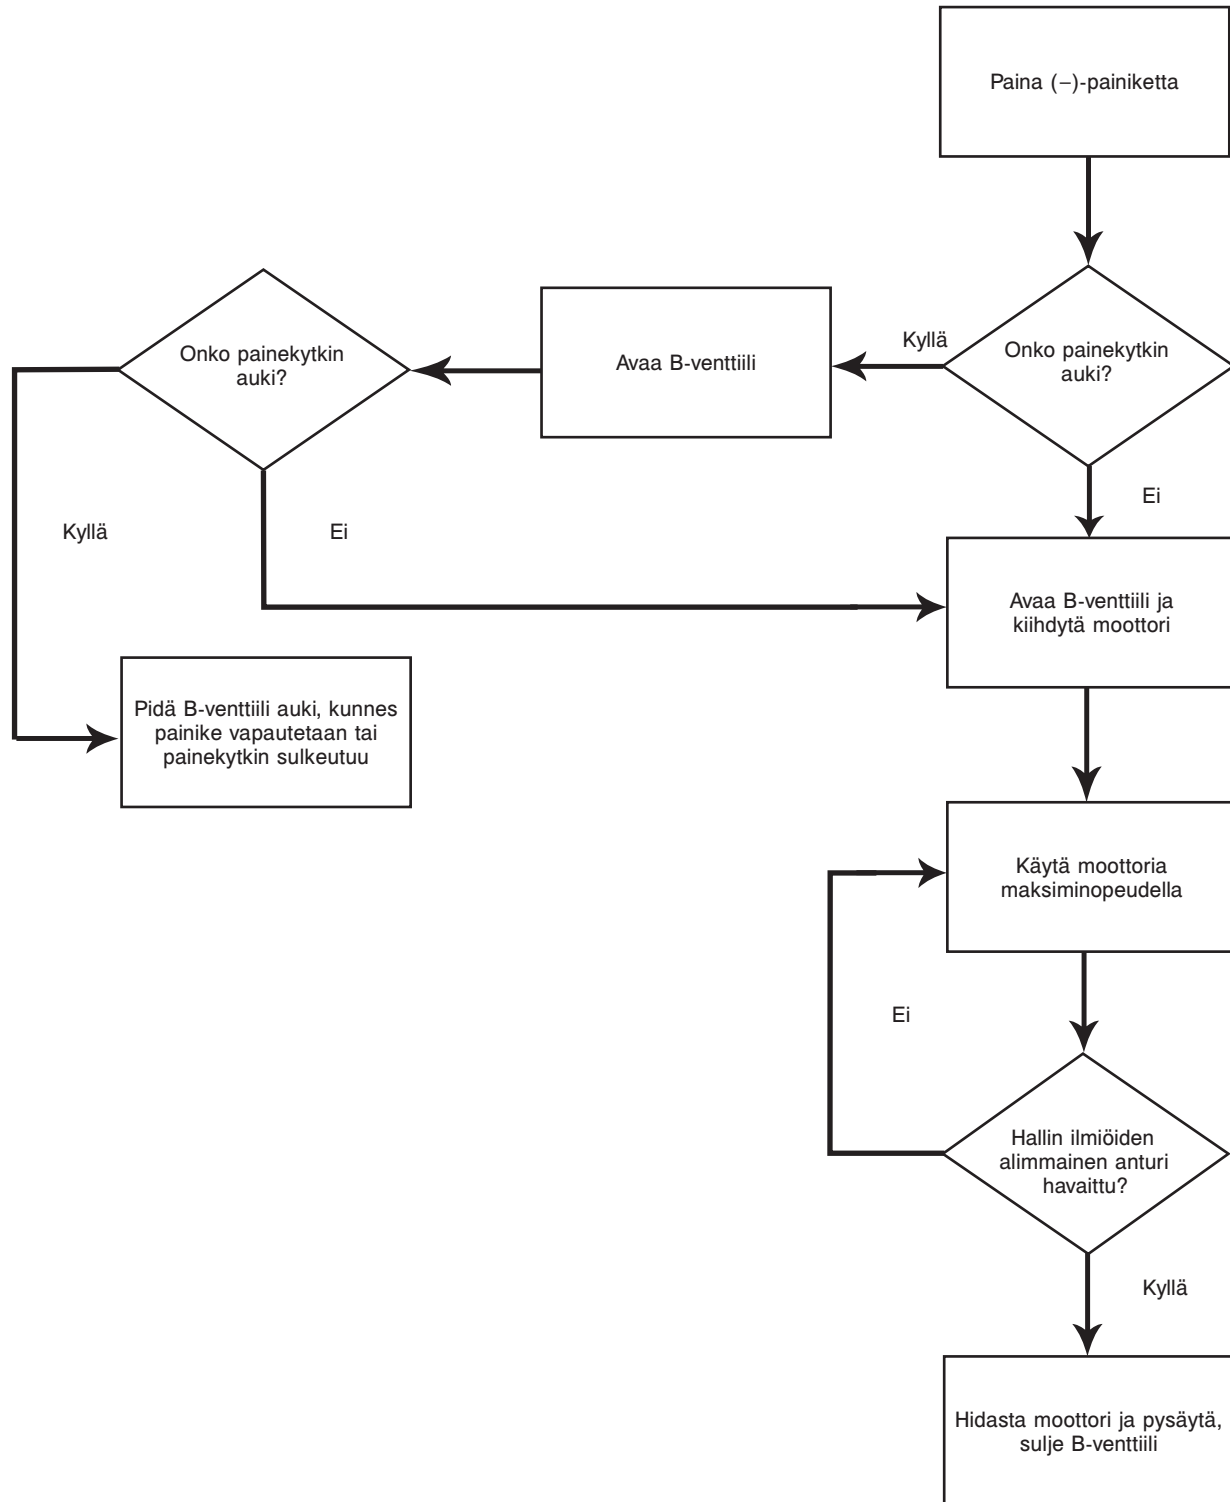 Paina (–)-painiketta
Onko painekytkin
auki?
Kyllä
Avaa B-venttiili
Onko painekytkin
auki?
Ei
Kyllä
Ei
Avaa B-venttiili ja
kiihdytä moottori
Pidä B-venttiili auki, kunnes
painike vapautetaan tai
painekytkin sulkeutuu
Käytä moottoria
maksiminopeudella
Ei
Hallin ilmiöiden
alimmainen anturi
havaittu?
Kyllä
Hidasta moottori ja pysäytä,
sulje B-venttiili